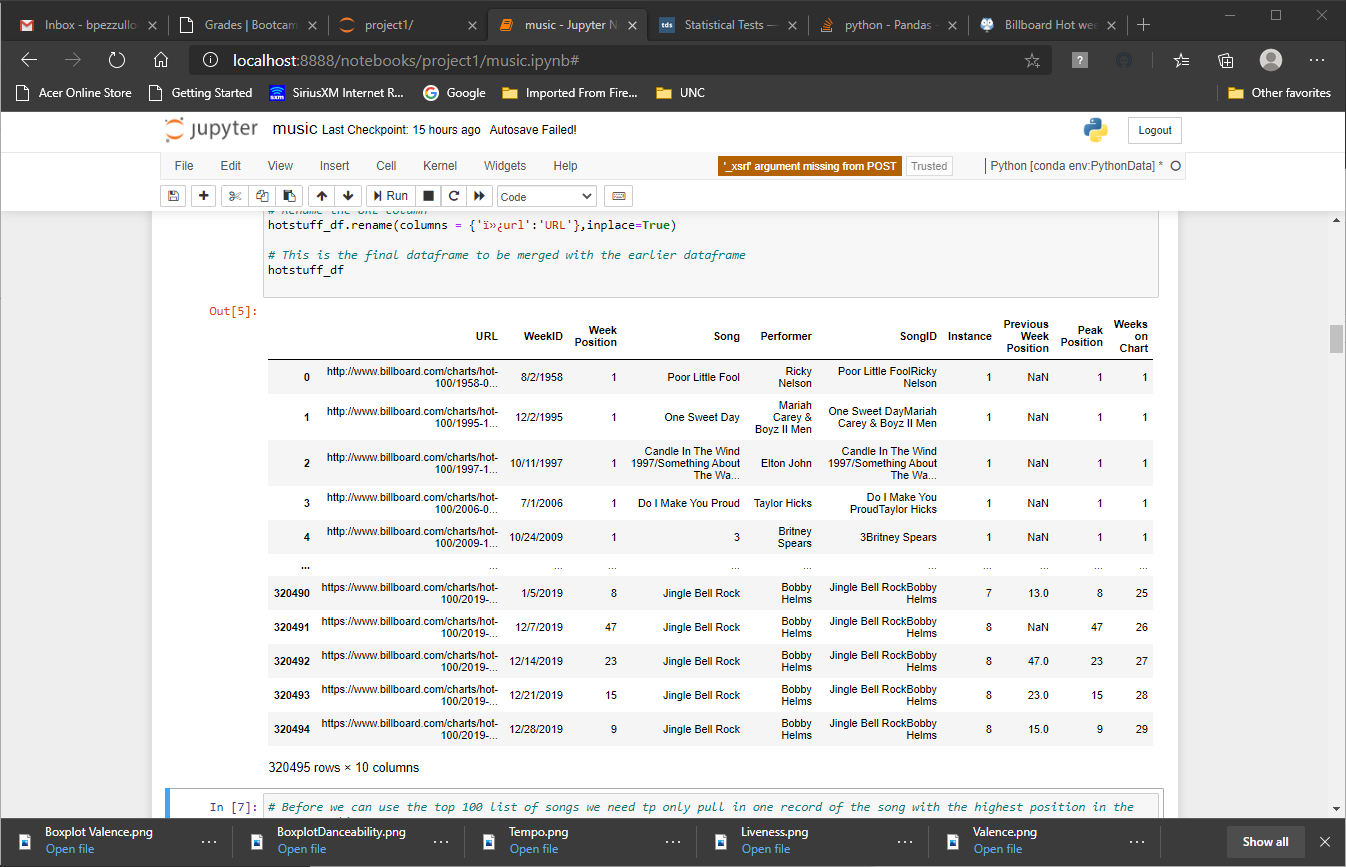 Inbox - bpezzullo
Grades | Bootcam
project1/
music - Jupyter N
Statistical Tests —
python - Pandas -
Billboard Hot wee
localhost:8888/notebooks/project1/music.ipynb#
Acer Online Store
Getting Started
SiriusXM Internet R...
Google
Imported From Fire...
UNC
Other favorites
jupyter music Last Checkpoint: 15 hours ago Autosave Failed!
Logout
File Edit View Insert Cell Kernel Widgets Help
'_xsrf' argument missing from POST
Trusted
Python [conda env:PythonData] *
Run
Code
# Rename the URL column
hotstuff_df.rename(columns = {'ï»¿url':'URL'},inplace=True)
# This is the final dataframe to be merged with the earlier dataframe
hotstuff_df
Out[5]:
URL WeekID Week Position Song Performer SongID Instance Previous Week Position Peak Position Weeks on Chart
0 http://www.billboard.com/charts/hot-100/1958-0... 8/2/1958 1 Poor Little Fool Ricky Nelson Poor Little FoolRicky Nelson 1 NaN 1 1
1 http://www.billboard.com/charts/hot-100/1995-1... 12/2/1995 1 One Sweet Day Mariah Carey & Boyz II Men One Sweet DayMariah Carey & Boyz II Men 1 NaN 1 1
2 http://www.billboard.com/charts/hot-100/1997-1... 10/11/1997 1 Candle In The Wind 1997/Something About The Wa... Elton John Candle In The Wind 1997/Something About The Wa... 1 NaN 1 1
3 http://www.billboard.com/charts/hot-100/2006-0... 7/1/2006 1 Do I Make You Proud Taylor Hicks Do I Make You ProudTaylor Hicks 1 NaN 1 1
4 http://www.billboard.com/charts/hot-100/2009-1... 10/24/2009 1 3 Britney Spears 3Britney Spears 1 NaN 1 1
... ... ... ... ... ... ... ... ... ... ...
320490 https://www.billboard.com/charts/hot-100/2019-... 1/5/2019 8 Jingle Bell Rock Bobby Helms Jingle Bell RockBobby Helms 7 13.0 8 25
320491 https://www.billboard.com/charts/hot-100/2019-... 12/7/2019 47 Jingle Bell Rock Bobby Helms Jingle Bell RockBobby Helms 8 NaN 47 26
320492 https://www.billboard.com/charts/hot-100/2019-... 12/14/2019 23 Jingle Bell Rock Bobby Helms Jingle Bell RockBobby Helms 8 47.0 23 27
320493 https://www.billboard.com/charts/hot-100/2019-... 12/21/2019 15 Jingle Bell Rock Bobby Helms Jingle Bell RockBobby Helms 8 23.0 15 28
320494 https://www.billboard.com/charts/hot-100/2019-... 12/28/2019 9 Jingle Bell Rock Bobby Helms Jingle Bell RockBobby Helms 8 15.0 9 29
320495 rows × 10 columns
In [7]: # Before we can use the top 100 list of songs we need tp only pull in one record of the song with the highest position in the
Boxplot Valence.png
Open file
BoxplotDanceability.png
Open file
Tempo.png
Open file
Liveness.png
Open file
Valence.png
Open file
Show all